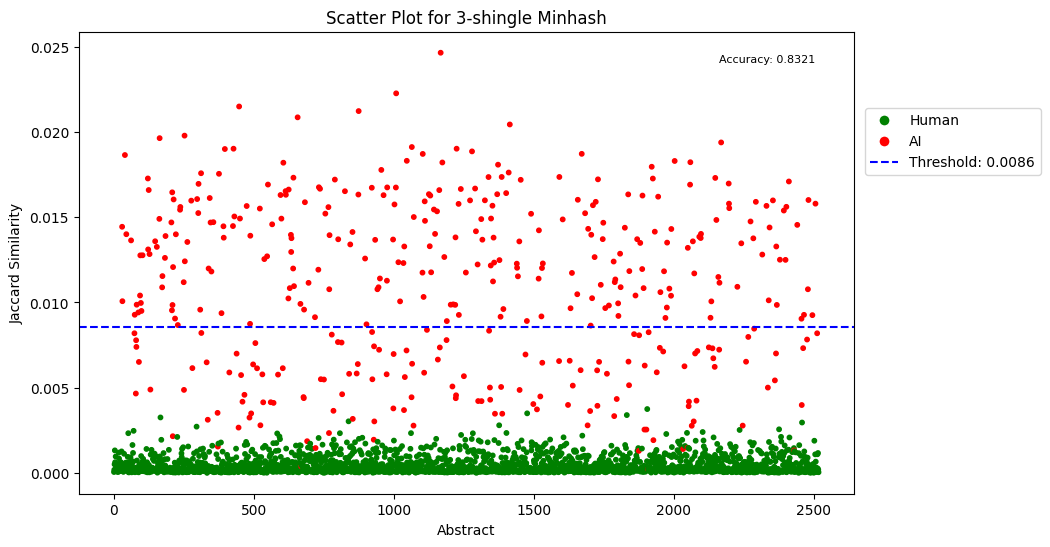 Scatter Plot for 3-shingle Minhash
Accuracy: 0.8321
Human
AI
Threshold: 0.0086
Jaccard Similarity
0.025
0.020
0.015
0.010
0.005
0.000
0 500 1000 1500 2000 2500
Abstract